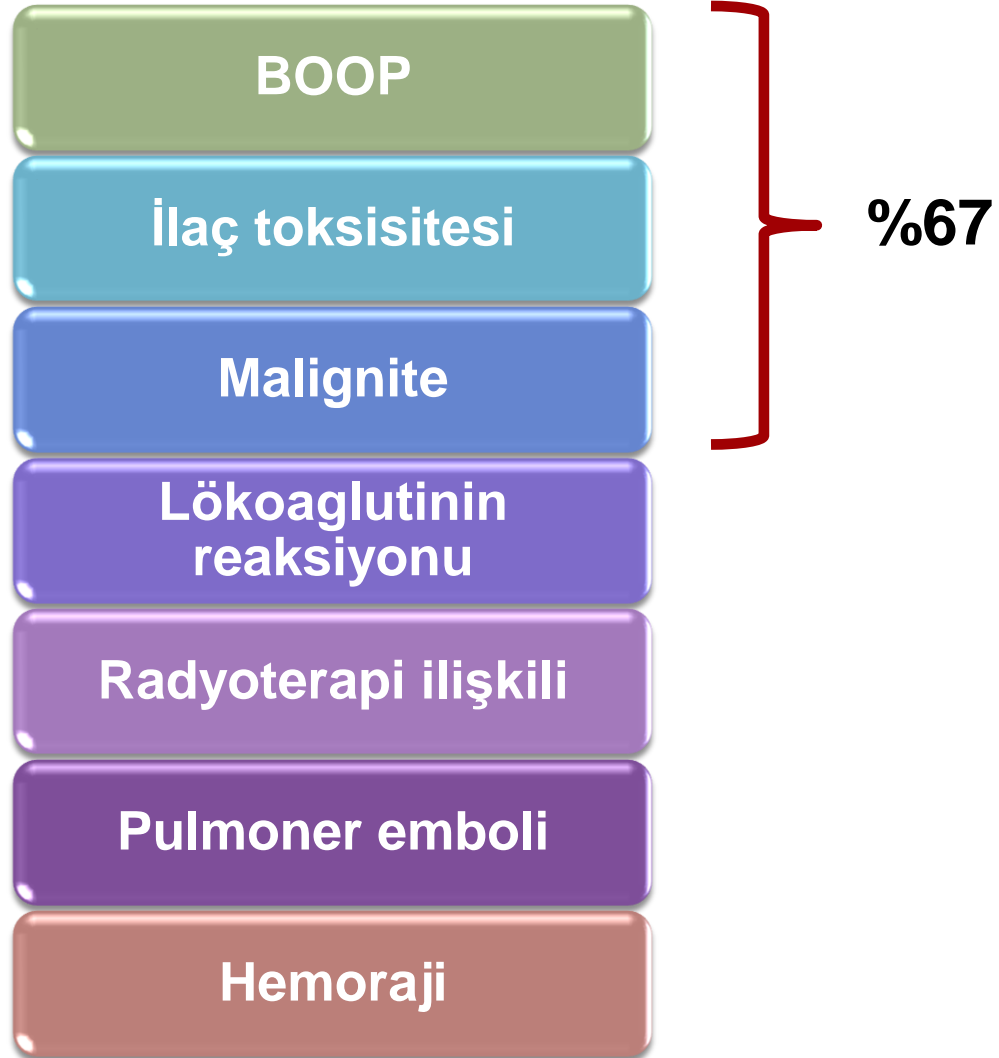 BOOP
İlaç toksisitesi
%67
Malignite
Lökoaglutinin
reaksiyonu
Radyoterapi ilişkili
Pulmoner emboli
Hemoraji